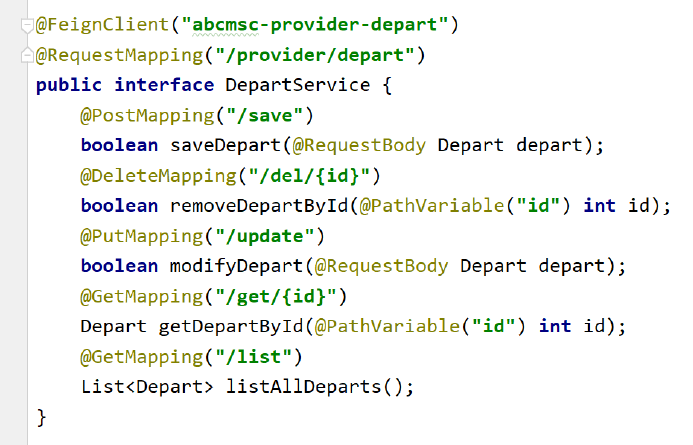 @FeignClient("abcmsc-provider-depart")
@RequestMapping("/provider/depart")
public interface DepartService {
    @PostMapping("/save")
    boolean saveDepart(@RequestBody Depart depart);
    @DeleteMapping("/del/{id}")
    boolean removeDepartById(@PathVariable("id") int id);
    @PutMapping("/update")
    boolean modifyDepart(@RequestBody Depart depart);
    @GetMapping("/get/{id}")
    Depart getDepartById(@PathVariable("id") int id);
    @GetMapping("/list")
    List<Depart> listAllDeparts();
}